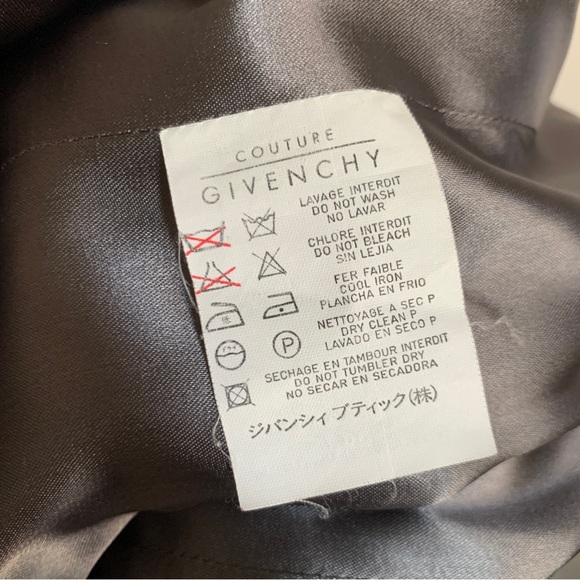 COUTURE
GIVENCHY
LAVAGE INTERDIT
DO NOT WASH
NO LAVAR
CHLORE INTERDIT
DO NOT BLEACH
SIN LEJIA
FER FAIBLE
COOL IRON
PLANCHA EN FRIO
NETTOYAGE A SEC P
DRY CLEAN P
LAVADO EN SECO P
P
SECHAGE EN TAMBOUR INTERDIT
DO NOT TUMBLER DRY
NO SECAR EN SECADORA
ジバンシィ ブティック(株)